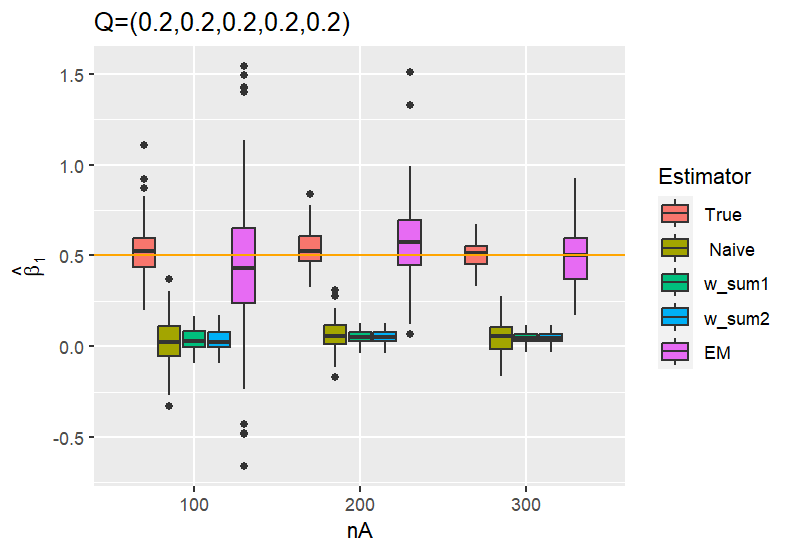 Q=(0.2,0.2,0.2,0.2,0.2)
1.5
1.0
0.5
0.0
-0.5
β̂₁
100 200 300
nA
Estimator
True
Naive
w_sum1
w_sum2
EM